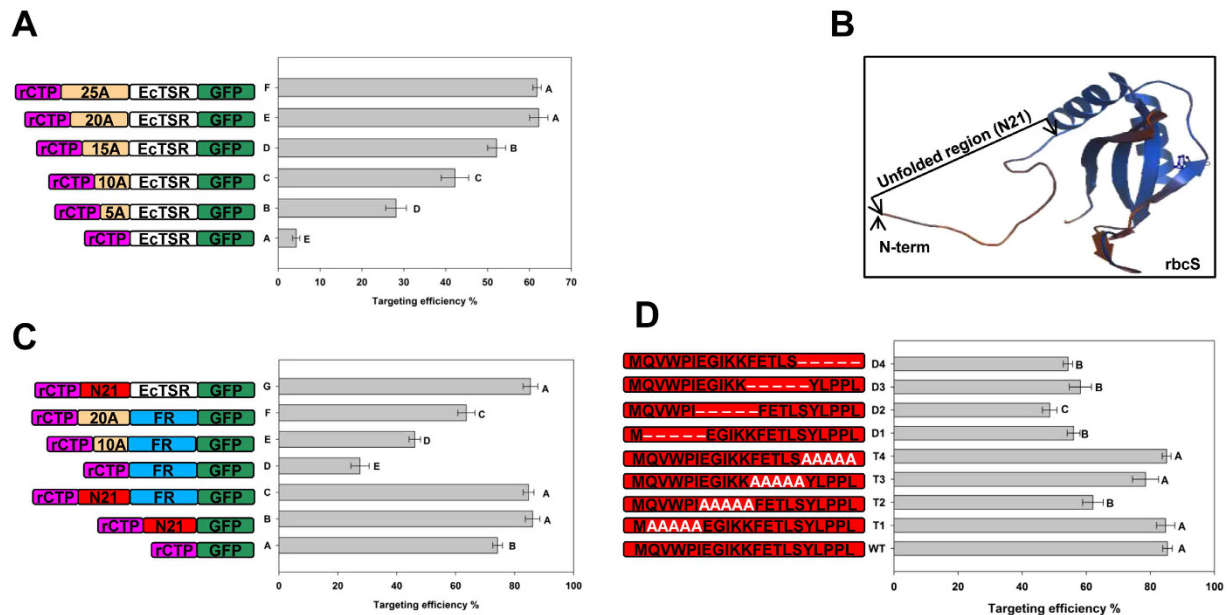 A
rCTP 25A EcTSR GFP F A
rCTP 20A EcTSR GFP E A
rCTP 15A EcTSR GFP D B
rCTP 10A EcTSR GFP C C
rCTP 5A EcTSR GFP B D
rCTP EcTSR GFP A E
0 10 20 30 40 50 60 70
Targeting efficiency %
B
Unfolded region (N21)
N-term
rbcS
C
rCTP N21 EcTSR GFP G A
rCTP 20A FR GFP F C
rCTP 10A FR GFP E D
rCTP FR GFP D E
rCTP N21 FR GFP C A
rCTP N21 GFP B A
rCTP GFP A B
0 20 40 60 80 100
Targeting efficiency %
D
MQVWPIEGIKKFETLS----- D4 B
MQVWPIEGIKK-----YLPPL D3 B
MQVWPI-----FETLSYLPPL D2 C
M-----EGIKKFETLSYLPPL D1 B
MQVWPIEGIKKFETLSAAAAA T4 A
MQVWPIEGIKKAAAAAYLPPL T3 A
MQVWPIAAAAAFETLSYLPPL T2 B
MAAAAAEGIKKFETLSYLPPL T1 A
MQVWPIEGIKKFETLSYLPPL WT A
0 20 40 60 80 100
Targeting efficiency %